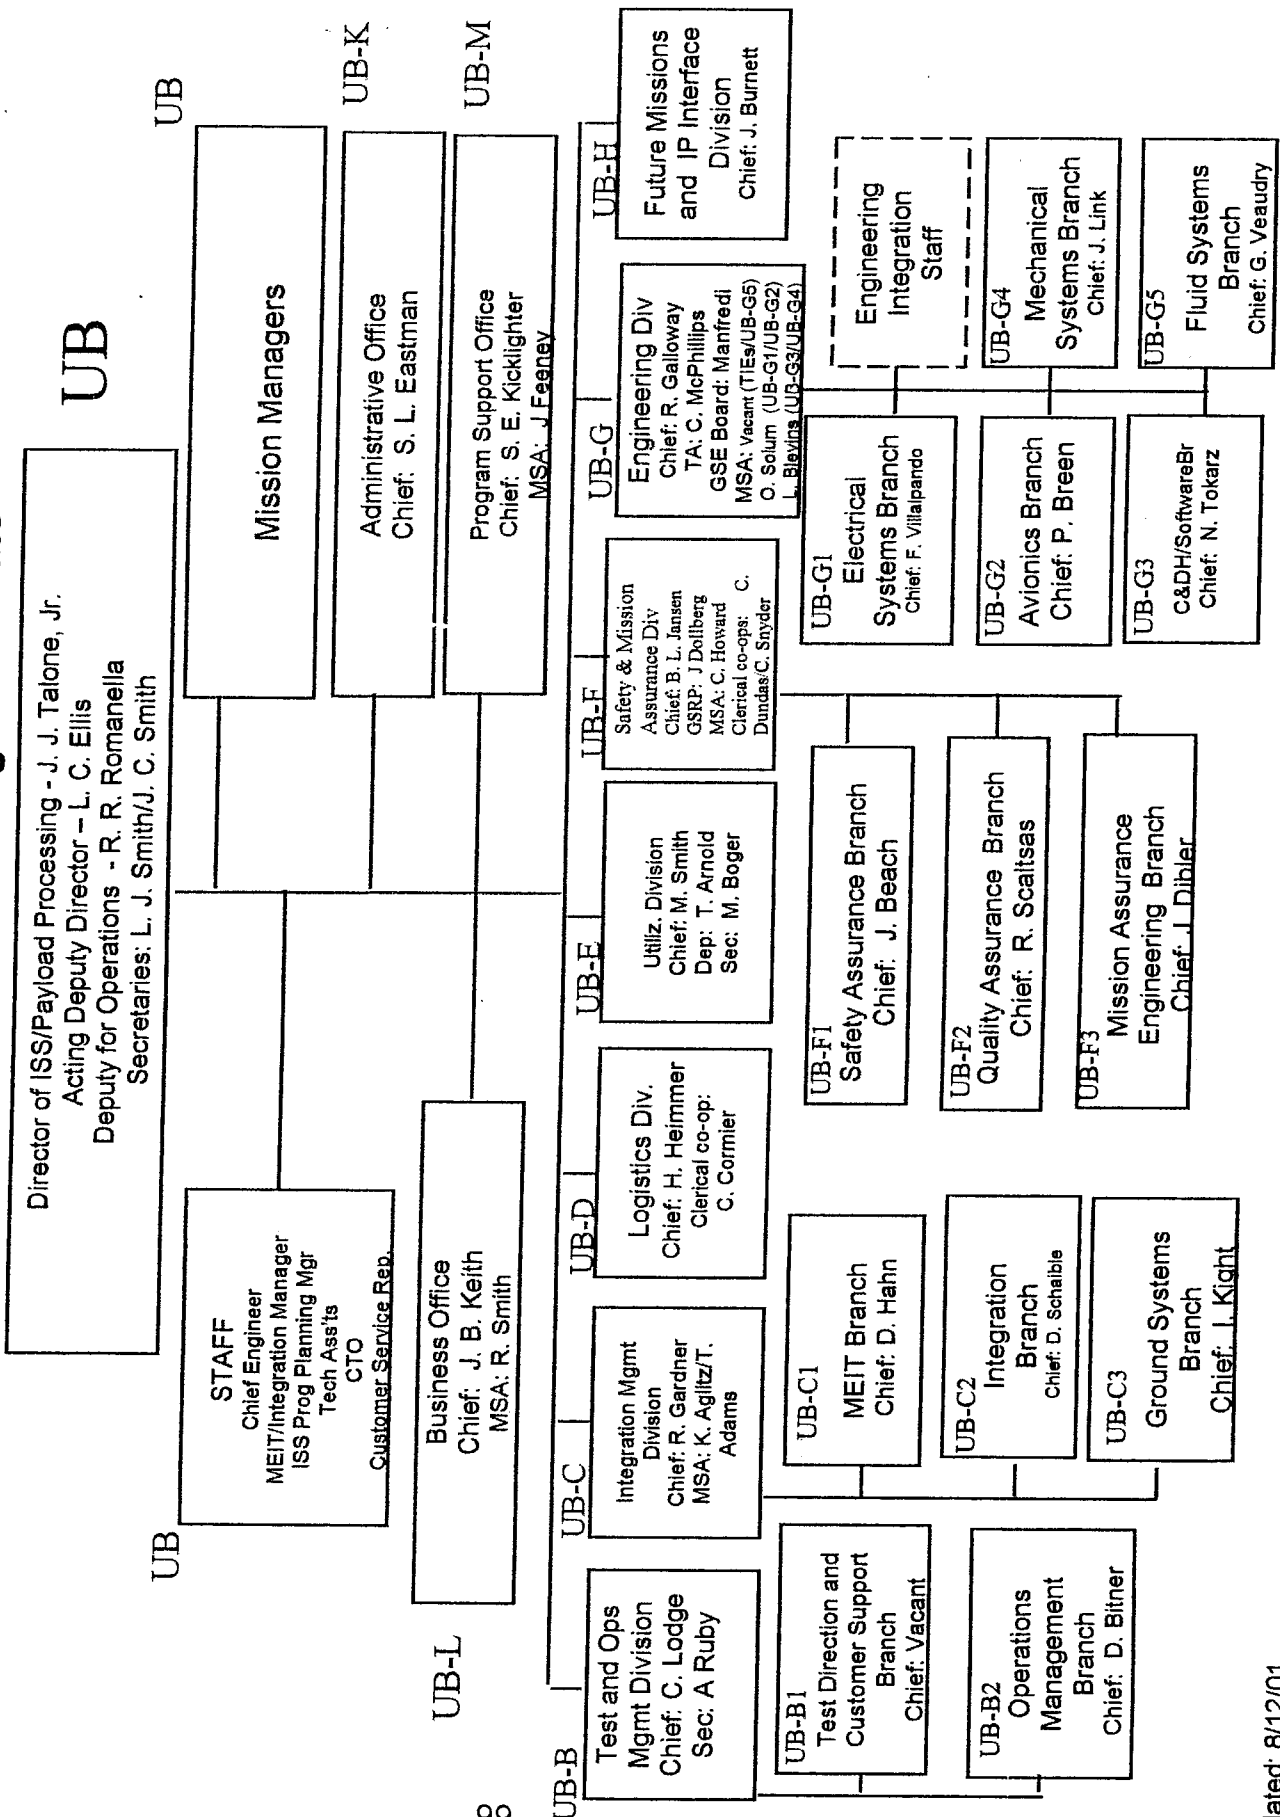 UB
Director of ISS/Payload Processing - J. J. Talone, Jr.
Acting Deputy Director – L. C. Ellis
Deputy for Operations - R. R. Romanella
Secretaries: L. J. Smith/J. C. Smith
UB
STAFF
Chief Engineer
MEIT/Integration Manager
ISS Prog Planning Mgr
Tech Ass'ts
CTO
Customer Service Rep.
UB
Mission Managers
UB-K
Administrative Office
Chief: S. L. Eastman
UB-L
Business Office
Chief: J. B. Keith
MSA: R. Smith
UB-M
Program Support Office
Chief: S. E. Kicklighter
MSA: J Feeney
UB-B
Test and Ops
Mgmt Division
Chief: C. Lodge
Sec: A Ruby
UB-C
Integration Mgmt
Division
Chief: R. Gardner
MSA: K. Aglitz/T.
Adams
UB-D
Logistics Div.
Chief: H. Heimmer
Clerical co-op:
C. Cormier
UB-E
Utiliz. Division
Chief: M. Smith
Dep: T. Arnold
Sec: M. Boger
UB-F
Safety & Mission
Assurance Div
Chief: B. L. Jansen
GSRP: J Dollberg
MSA: C. Howard
Clerical co-ops: C.
Dundas/C. Snyder
UB-G
Engineering Div
Chief: R. Galloway
TA: C. McPhillips
GSE Board: Manfredi
MSA: Vacant (TIEs/UB-G5)
O. Solum (UB-G1/UB-G2)
L. Blevins (UB-G3/UB-G4)
UB-H
Future Missions
and IP Interface
Division
Chief: J. Burnett
UB-B1
Test Direction and
Customer Support
Branch
Chief: Vacant
UB-B2
Operations
Management
Branch
Chief: D. Bitner
UB-C1
MEIT Branch
Chief: D. Hahn
UB-C2
Integration
Branch
Chief: D. Schaible
UB-C3
Ground Systems
Branch
Chief: I. Kight
UB-F1
Safety Assurance Branch
Chief: J. Beach
UB-F2
Quality Assurance Branch
Chief: R. Scaltsas
UB-F3
Mission Assurance
Engineering Branch
Chief: J Dibler
UB-G1
Electrical
Systems Branch
Chief: F. Villalpando
UB-G2
Avionics Branch
Chief: P. Breen
UB-G3
C&DH/SoftwareBr
Chief: N. Tokarz
Engineering
Integration
Staff
UB-G4
Mechanical
Systems Branch
Chief: J. Link
UB-G5
Fluid Systems
Branch
Chief: G. Veaudry
lated: 8/12/01